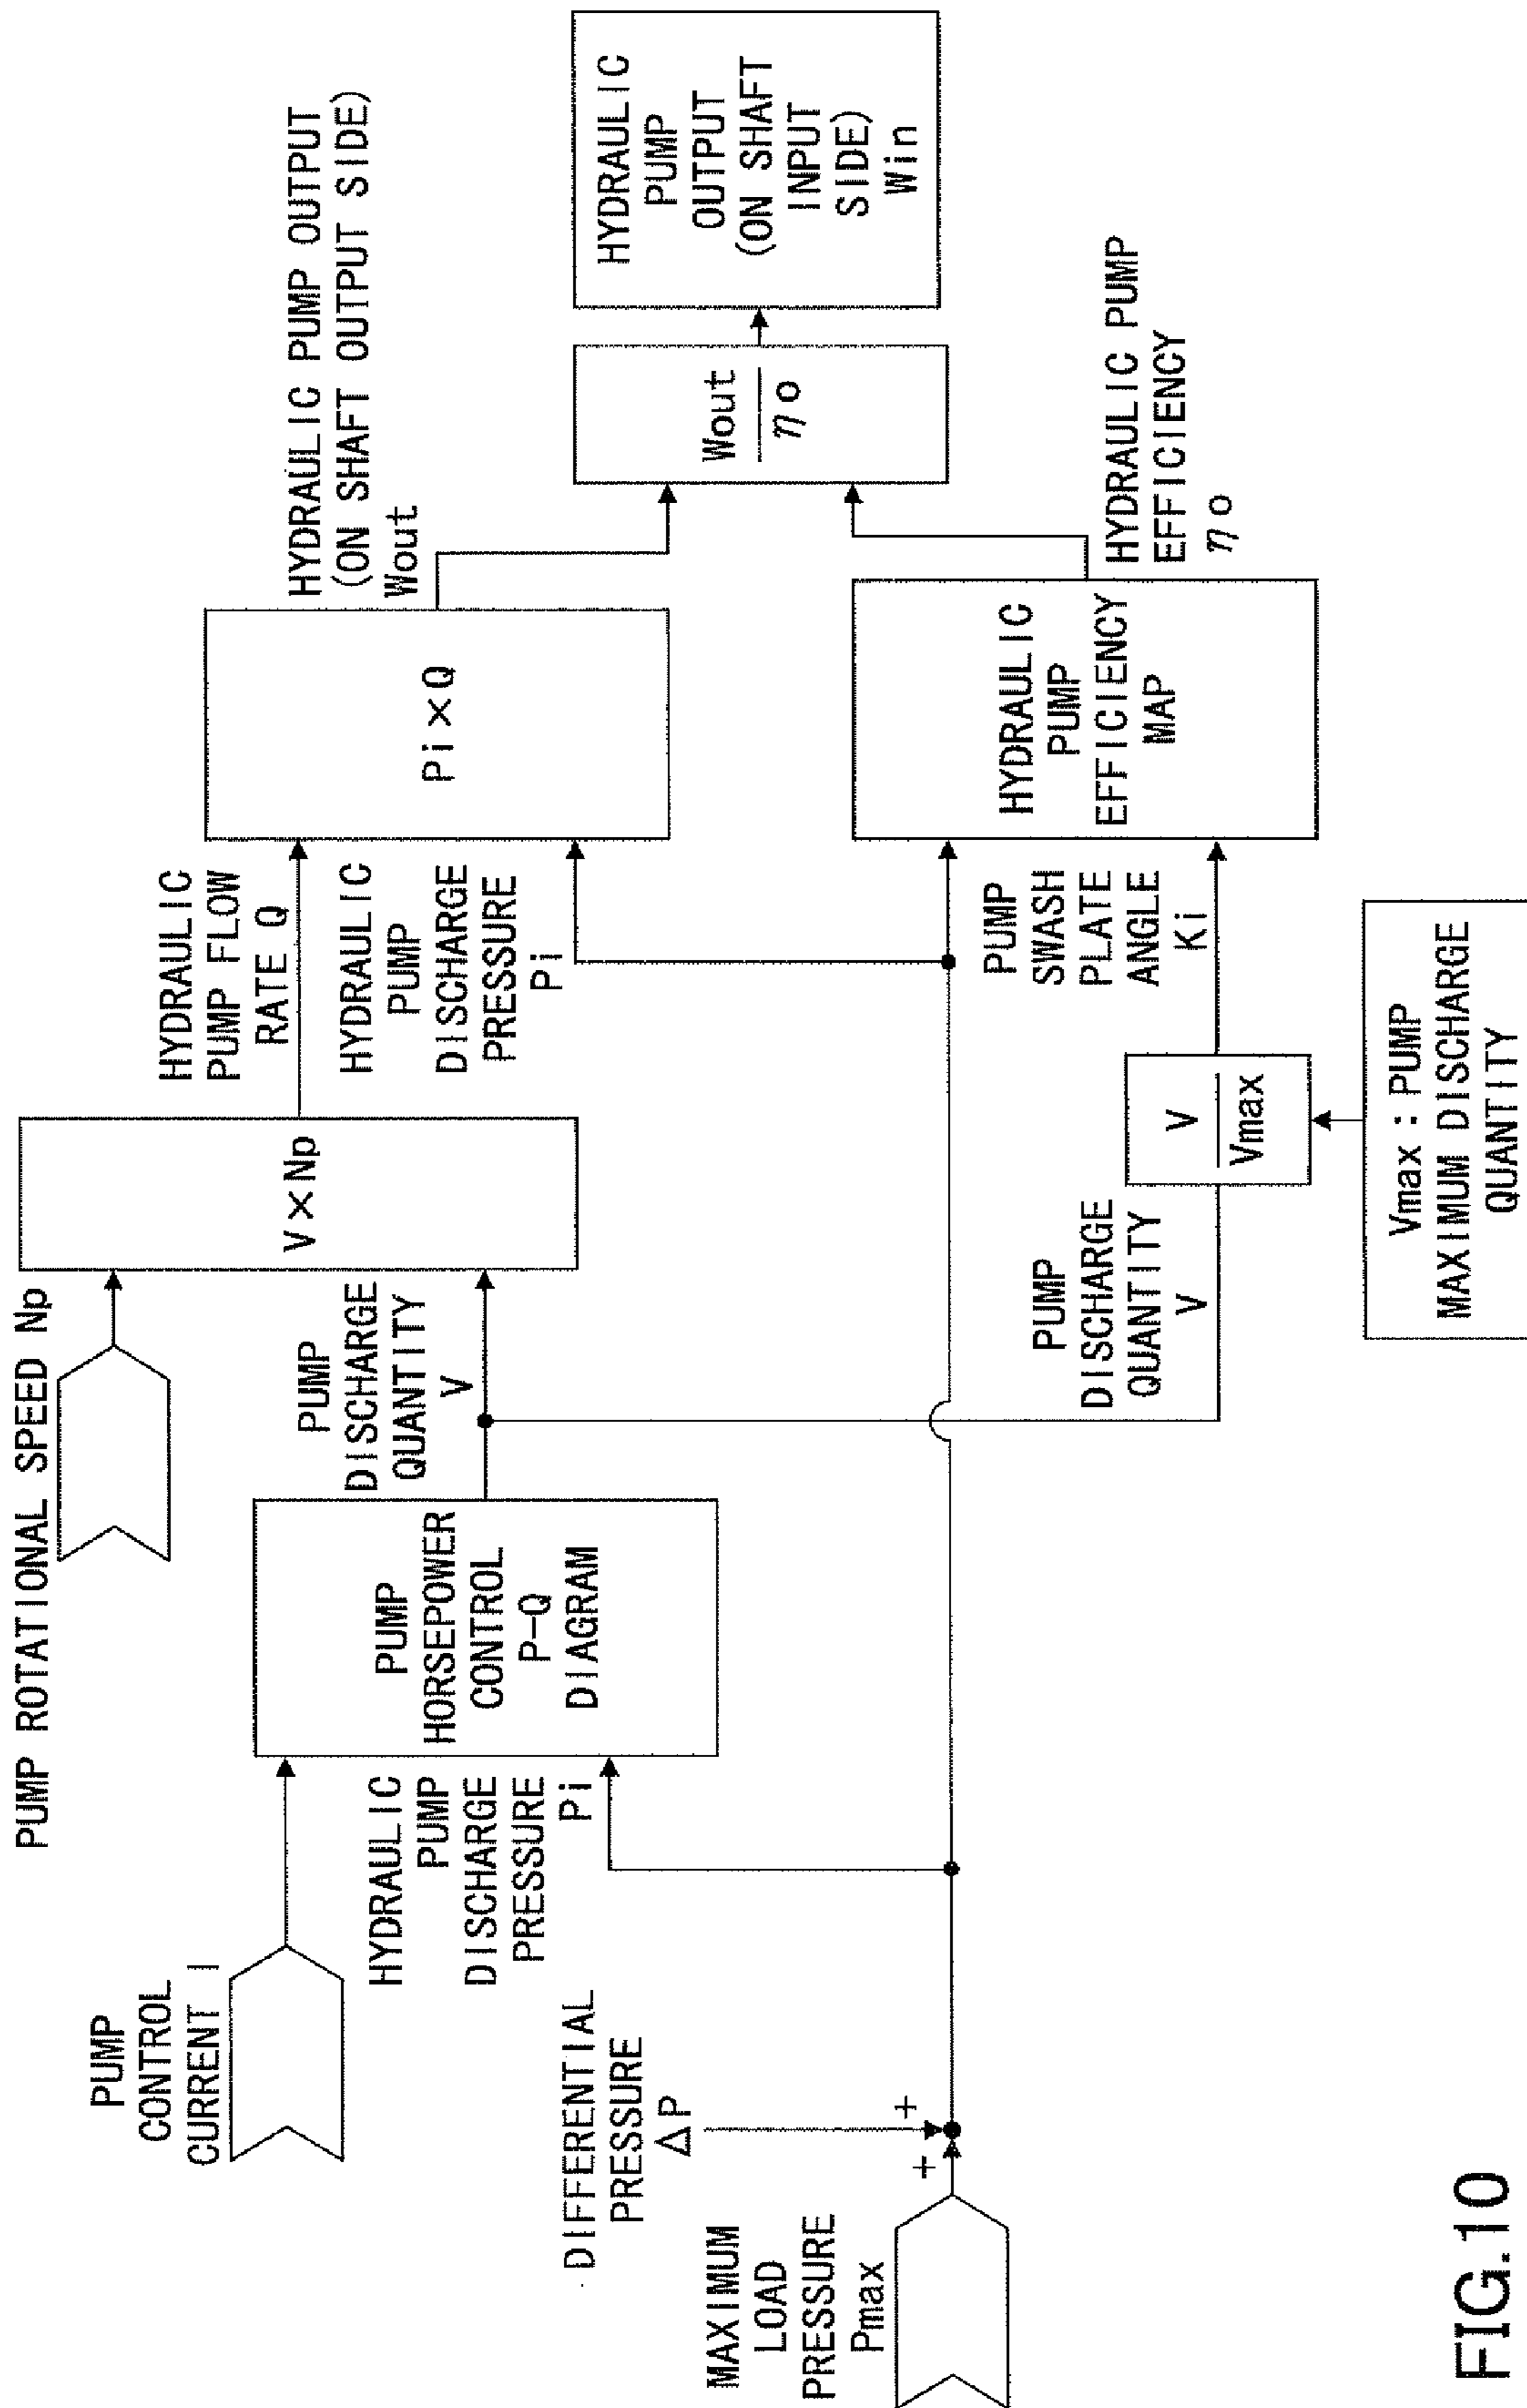 PUMP ROTATIONAL SPEED Np
PUMP
CONTROL
CURRENT I
HYDRAULIC
PUMP
DISCHARGE
PRESSURE
Pi
PUMP
HORSEPOWER
CONTROL
P-Q
DIAGRAM
PUMP
DISCHARGE
QUANTITY
V
V×Np
HYDRAULIC
PUMP FLOW
RATE Q
HYDRAULIC
PUMP
DISCHARGE
PRESSURE
Pi
Pi×Q
HYDRAULIC PUMP OUTPUT
(ON SHAFT OUTPUT SIDE)
Wout
Wout
ηo
HYDRAULIC
PUMP
OUTPUT
(ON SHAFT
INPUT
SIDE)
Win
DIFFERENTIAL
PRESSURE
ΔP
+
+
MAXIMUM
LOAD
PRESSURE
Pmax
PUMP
DISCHARGE
QUANTITY
V
V
Vmax
Vmax : PUMP
MAXIMUM DISCHARGE
QUANTITY
PUMP
SWASH
PLATE
ANGLE
Ki
HYDRAULIC
PUMP
EFFICIENCY
MAP
HYDRAULIC PUMP
EFFICIENCY
ηo
FIG.10